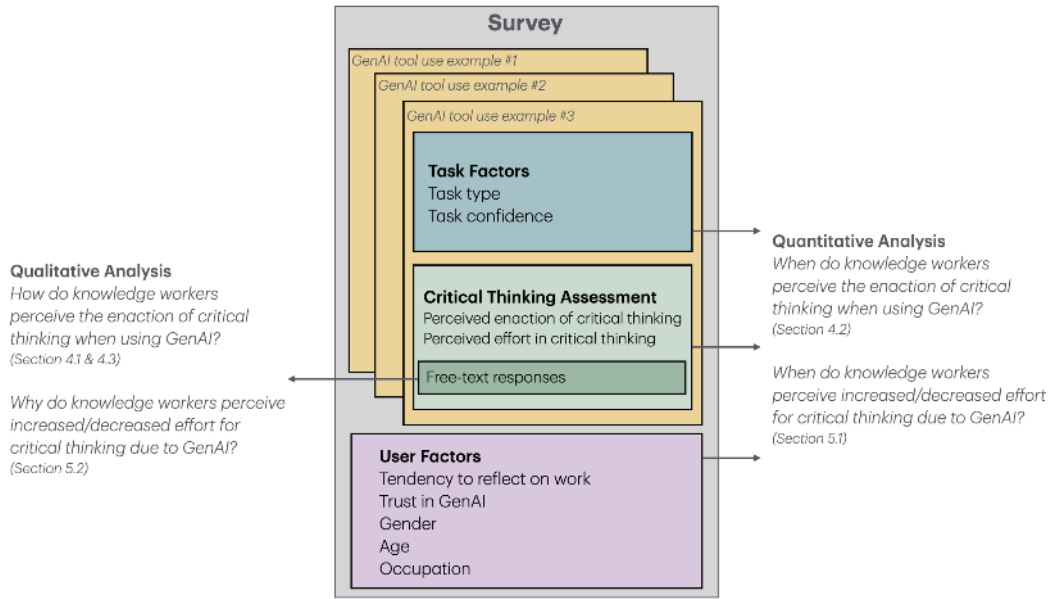 Survey
GenAI tool use example #1
GenAI tool use example #2
GenAI tool use example #3
Task Factors
Task type
Task confidence
Critical Thinking Assessment
Perceived enaction of critical thinking
Perceived effort in critical thinking
Free-text responses
User Factors
Tendency to reflect on work
Trust in GenAI
Gender
Age
Occupation
Qualitative Analysis
How do knowledge workers
perceive the enaction of critical
thinking when using GenAI?
(Section 4.1 & 4.3)
Why do knowledge workers perceive
increased/decreased effort for
critical thinking due to GenAI?
(Section 5.2)
Quantitative Analysis
When do knowledge workers
perceive the enaction of critical
thinking when using GenAI?
(Section 4.2)
When do knowledge workers
perceive increased/decreased effort
for critical thinking due to GenAI?
(Section 5.1)